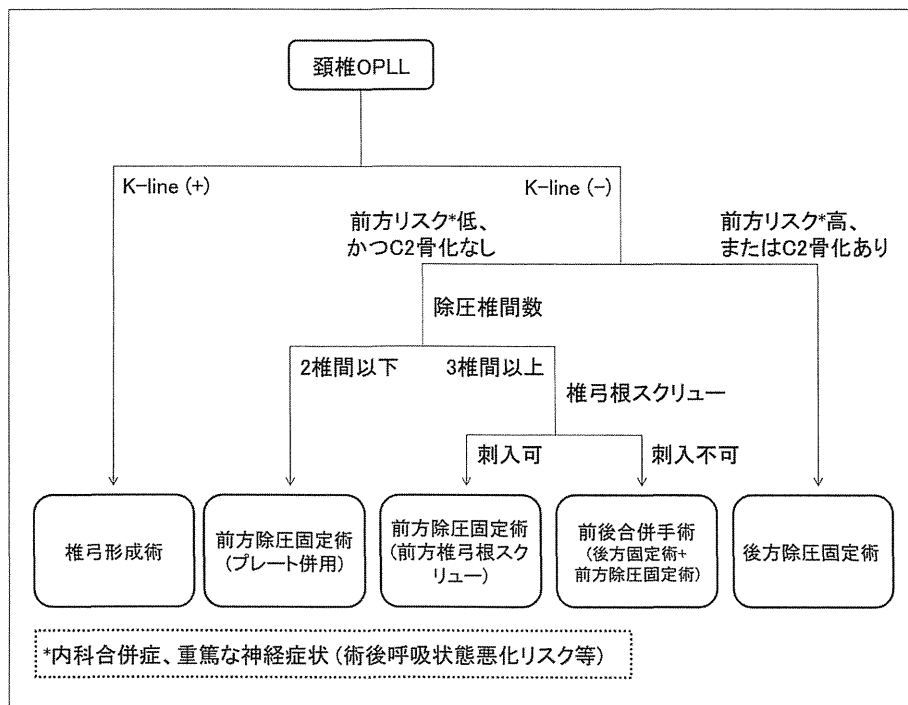 頚椎OPLL
K-line (+)
K-line (-)
前方リスク*低、
かつC2骨化なし
前方リスク*高、
またはC2骨化あり
除圧椎間数
2椎間以下
3椎間以上
椎弓根スクリュー
刺入可
刺入不可
椎弓形成術
前方除圧固定術
(プレート併用)
前方除圧固定術
(前方椎弓根スク
リュー)
前後合併手術
(後方固定術+
前方除圧固定術)
後方除圧固定術
*内科合併症、重篤な神経症状 (術後呼吸状態悪化リスク等)